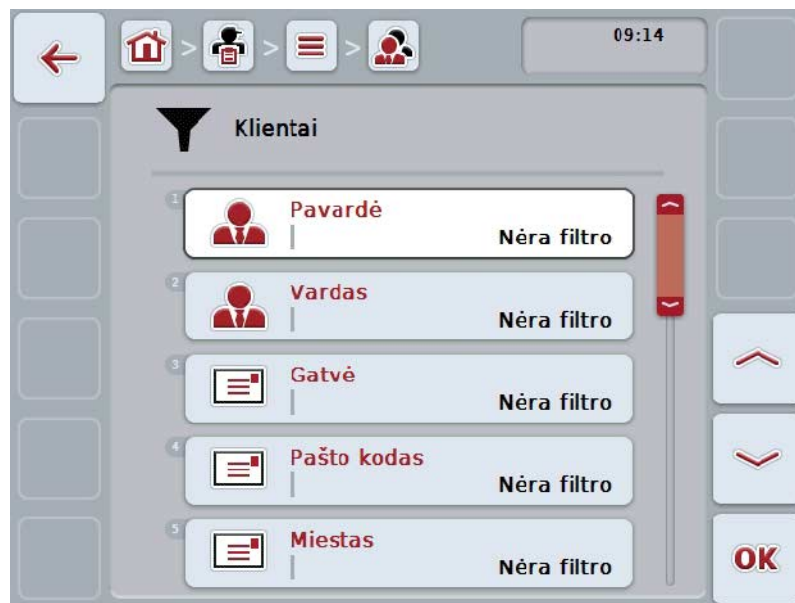 > > >
09:14
Klientai
1
Pavardė
Nėra filtro
2
Vardas
Nėra filtro
3
Gatvė
Nėra filtro
4
Pašto kodas
Nėra filtro
5
Miestas
Nėra filtro
OK